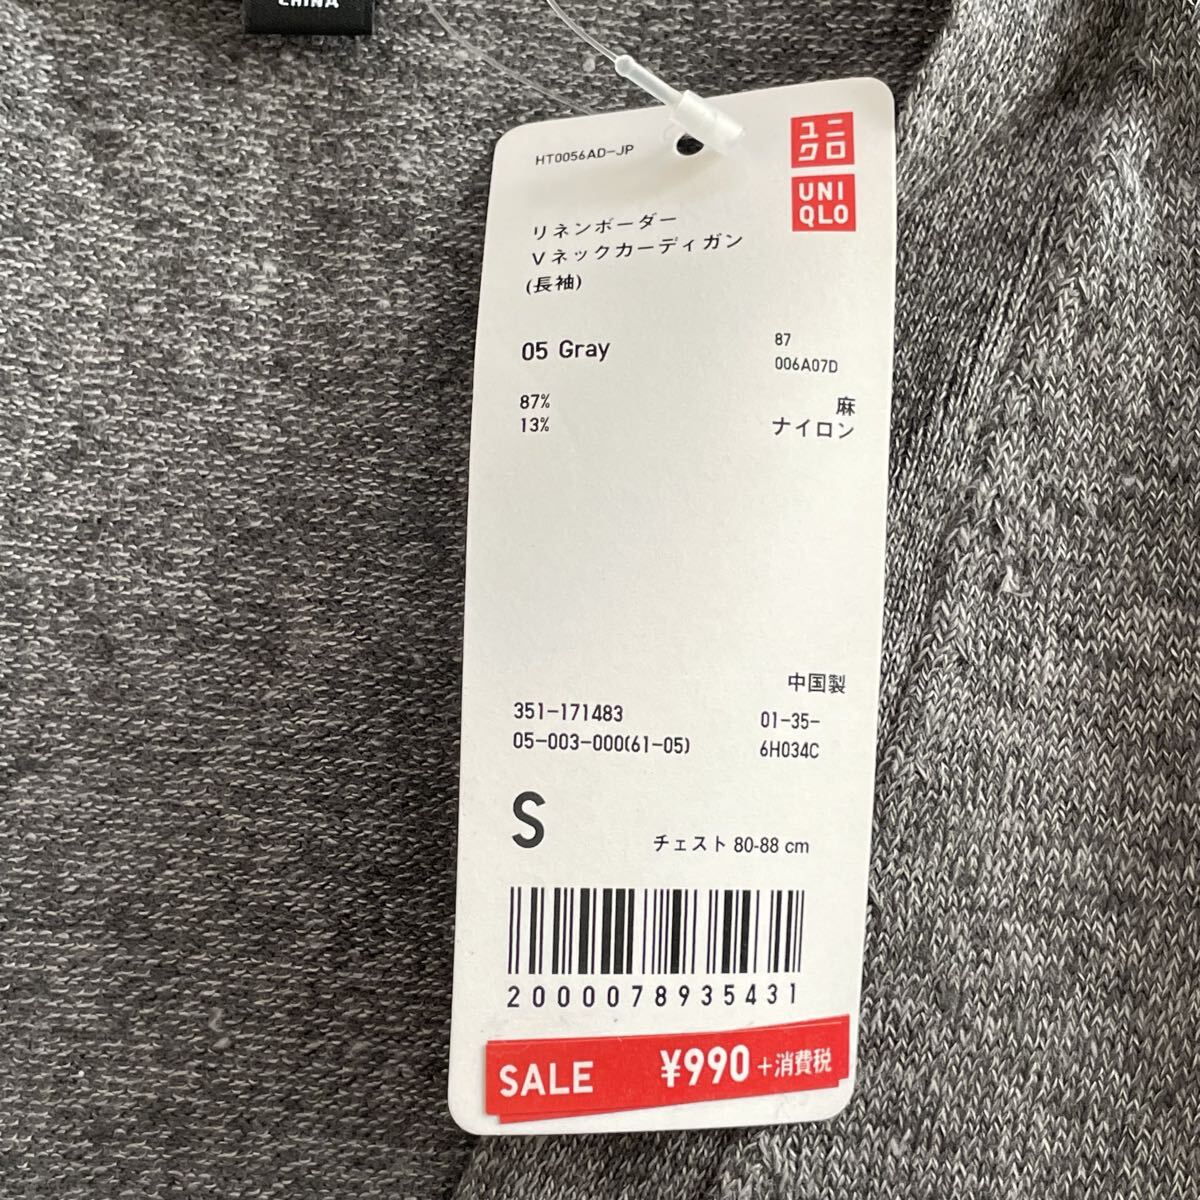 CHINA
HT0056AD-JP
ユニ
クロ
UNI
QLO
リネンボーダー
Vネックカーディガン
(長袖)
05 Gray
87
006A07D
87% 麻
13% ナイロン
中国製
351-171483 01-35-
05-003-000(61-05) 6H034C
S
チェスト 80-88 cm
2000078935431
SALE ¥990 +消費税